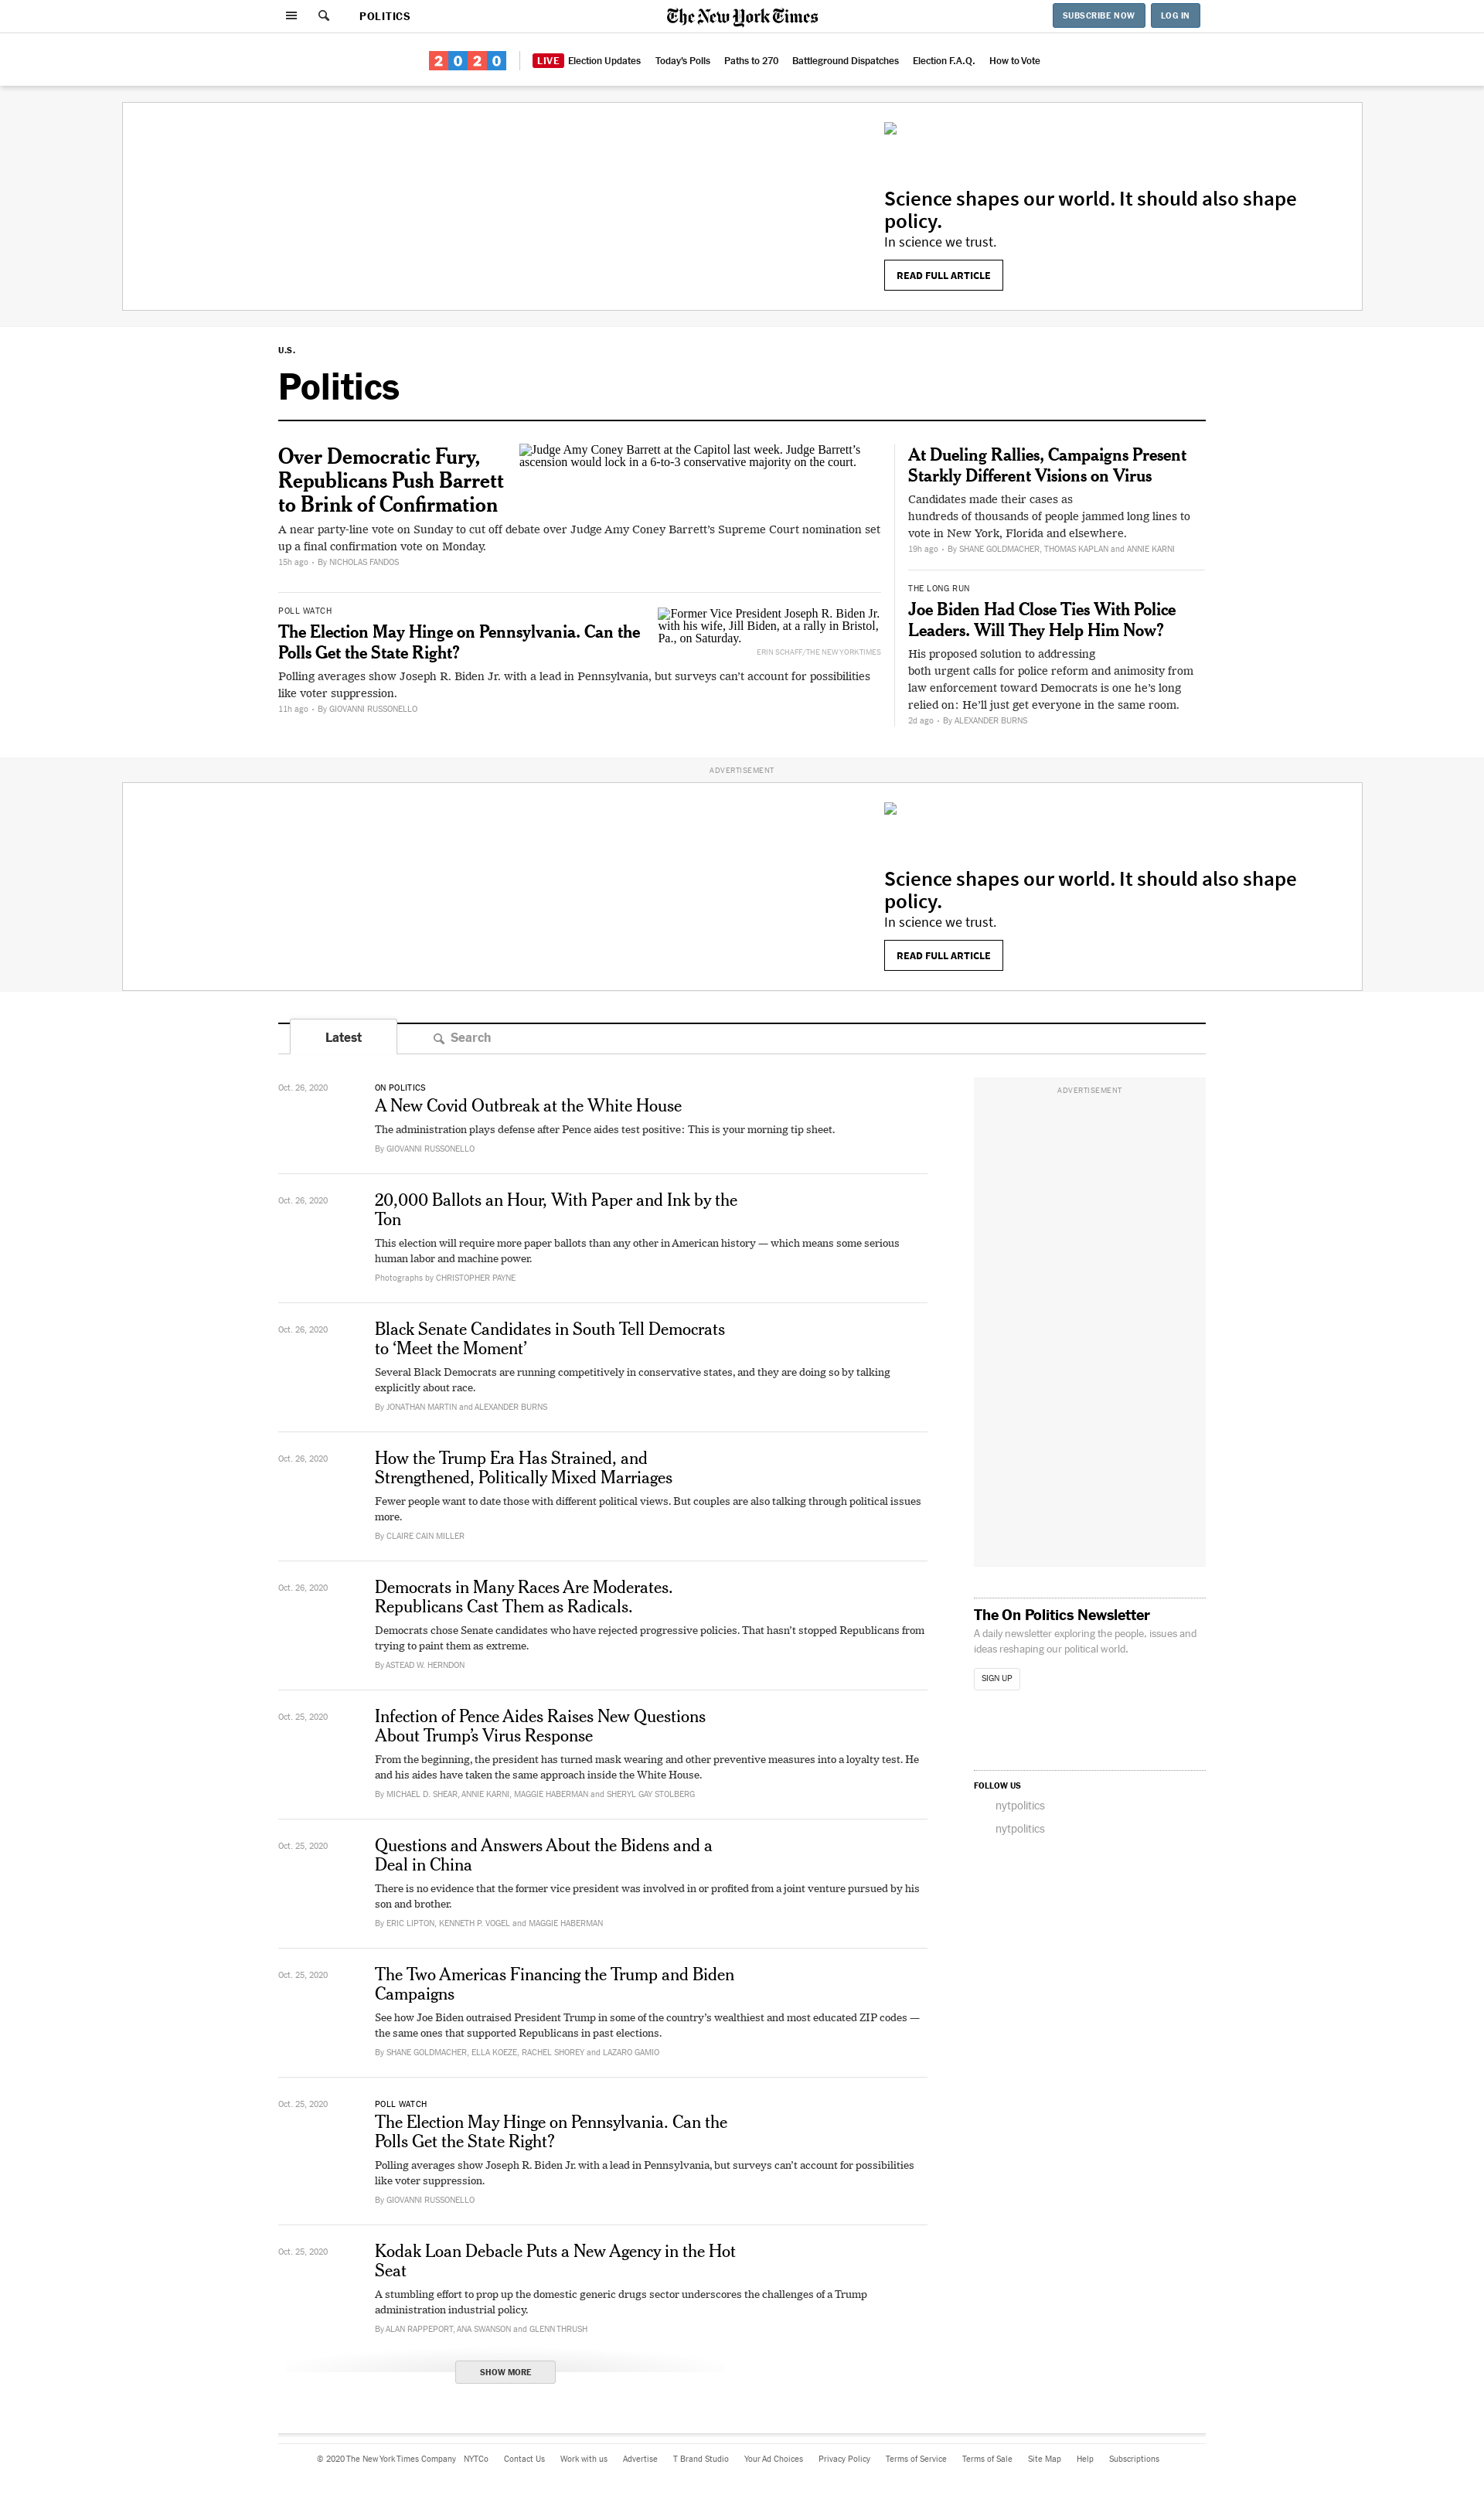 POLITICS
The New York Times
SUBSCRIBE NOW
LOG IN
2020
LIVE Election Updates
Today's Polls
Paths to 270
Battleground Dispatches
Election F.A.Q.
How to Vote
Science shapes our world. It should also shape
policy.
In science we trust.
READ FULL ARTICLE
U.S.
Politics
Over Democratic Fury,
Republicans Push Barrett
to Brink of Confirmation
Judge Amy Coney Barrett at the Capitol last week. Judge Barrett’s
ascension would lock in a 6-to-3 conservative majority on the court.
A near party-line vote on Sunday to cut off debate over Judge Amy Coney Barrett’s Supreme Court nomination set
up a final confirmation vote on Monday.
15h ago • By NICHOLAS FANDOS
POLL WATCH
The Election May Hinge on Pennsylvania. Can the
Polls Get the State Right?
Former Vice President Joseph R. Biden Jr.
with his wife, Jill Biden, at a rally in Bristol,
Pa., on Saturday.
ERIN SCHAFF/THE NEW YORK TIMES
Polling averages show Joseph R. Biden Jr. with a lead in Pennsylvania, but surveys can’t account for possibilities
like voter suppression.
11h ago • By GIOVANNI RUSSONELLO
At Dueling Rallies, Campaigns Present
Starkly Different Visions on Virus
Candidates made their cases as
hundreds of thousands of people jammed long lines to
vote in New York, Florida and elsewhere.
19h ago • By SHANE GOLDMACHER, THOMAS KAPLAN and ANNIE KARNI
THE LONG RUN
Joe Biden Had Close Ties With Police
Leaders. Will They Help Him Now?
His proposed solution to addressing
both urgent calls for police reform and animosity from
law enforcement toward Democrats is one he’s long
relied on: He’ll just get everyone in the same room.
2d ago • By ALEXANDER BURNS
ADVERTISEMENT
Science shapes our world. It should also shape
policy.
In science we trust.
READ FULL ARTICLE
Latest
Search
Oct. 26, 2020
ON POLITICS
A New Covid Outbreak at the White House
The administration plays defense after Pence aides test positive: This is your morning tip sheet.
By GIOVANNI RUSSONELLO
Oct. 26, 2020
20,000 Ballots an Hour, With Paper and Ink by the
Ton
This election will require more paper ballots than any other in American history — which means some serious
human labor and machine power.
Photographs by CHRISTOPHER PAYNE
Oct. 26, 2020
Black Senate Candidates in South Tell Democrats
to ‘Meet the Moment’
Several Black Democrats are running competitively in conservative states, and they are doing so by talking
explicitly about race.
By JONATHAN MARTIN and ALEXANDER BURNS
Oct. 26, 2020
How the Trump Era Has Strained, and
Strengthened, Politically Mixed Marriages
Fewer people want to date those with different political views. But couples are also talking through political issues
more.
By CLAIRE CAIN MILLER
Oct. 26, 2020
Democrats in Many Races Are Moderates.
Republicans Cast Them as Radicals.
Democrats chose Senate candidates who have rejected progressive policies. That hasn’t stopped Republicans from
trying to paint them as extreme.
By ASTEAD W. HERNDON
Oct. 25, 2020
Infection of Pence Aides Raises New Questions
About Trump’s Virus Response
From the beginning, the president has turned mask wearing and other preventive measures into a loyalty test. He
and his aides have taken the same approach inside the White House.
By MICHAEL D. SHEAR, ANNIE KARNI, MAGGIE HABERMAN and SHERYL GAY STOLBERG
Oct. 25, 2020
Questions and Answers About the Bidens and a
Deal in China
There is no evidence that the former vice president was involved in or profited from a joint venture pursued by his
son and brother.
By ERIC LIPTON, KENNETH P. VOGEL and MAGGIE HABERMAN
Oct. 25, 2020
The Two Americas Financing the Trump and Biden
Campaigns
See how Joe Biden outraised President Trump in some of the country’s wealthiest and most educated ZIP codes —
the same ones that supported Republicans in past elections.
By SHANE GOLDMACHER, ELLA KOEZE, RACHEL SHOREY and LAZARO GAMIO
Oct. 25, 2020
POLL WATCH
The Election May Hinge on Pennsylvania. Can the
Polls Get the State Right?
Polling averages show Joseph R. Biden Jr. with a lead in Pennsylvania, but surveys can’t account for possibilities
like voter suppression.
By GIOVANNI RUSSONELLO
Oct. 25, 2020
Kodak Loan Debacle Puts a New Agency in the Hot
Seat
A stumbling effort to prop up the domestic generic drugs sector underscores the challenges of a Trump
administration industrial policy.
By ALAN RAPPEPORT, ANA SWANSON and GLENN THRUSH
SHOW MORE
ADVERTISEMENT
The On Politics Newsletter
A daily newsletter exploring the people, issues and
ideas reshaping our political world.
SIGN UP
FOLLOW US
nytpolitics
nytpolitics
© 2020 The New York Times Company
NYTCo
Contact Us
Work with us
Advertise
T Brand Studio
Your Ad Choices
Privacy Policy
Terms of Service
Terms of Sale
Site Map
Help
Subscriptions